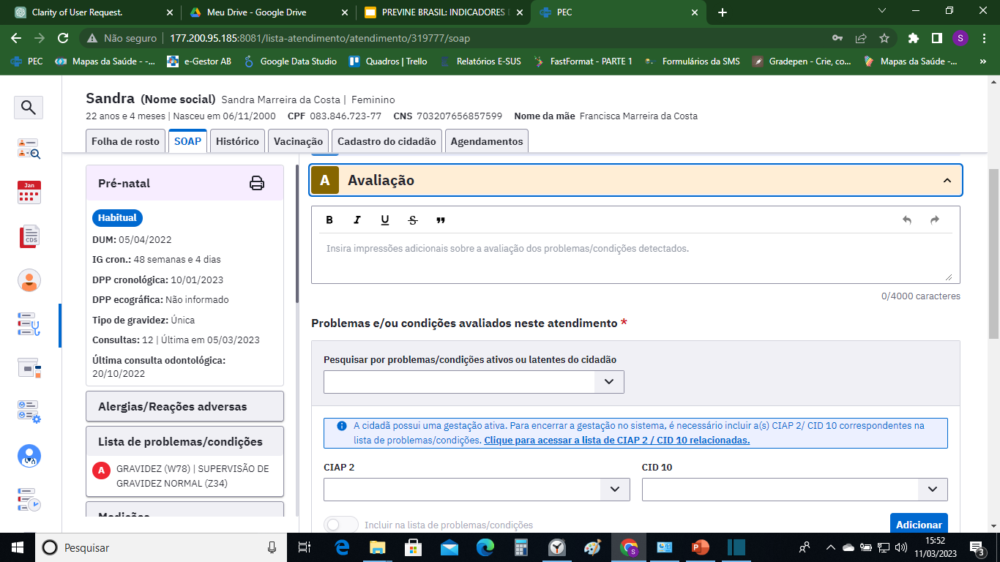 Clarity of User Request.
Meu Drive - Google Drive
PREVINE BRASIL: INDICADORES
PEC
Não seguro | 177.200.95.185:8081/lista-atendimento/atendimento/319777/soap
S
PEC
Mapas da Saúde - -...
e-Gestor AB
Google Data Studio
Quadros | Trello
Relatórios E-SUS
FastFormat - PARTE 1
Formulários da SMS
Gradepen - Crie, co...
Mapas da Saúde -...
»
Sandra (Nome social) Sandra Marreira da Costa | Feminino
22 anos e 4 meses | Nasceu em 06/11/2000 CPF 083.846.723-77 CNS 703207656857599 Nome da mãe Francisca Marreira da Costa
Folha de rosto
SOAP
Histórico
Vacinação
Cadastro do cidadão
Agendamentos
Jan
CDS
Pré-natal
Habitual
DUM: 05/04/2022
IG cron.: 48 semanas e 4 dias
DPP cronológica: 10/01/2023
DPP ecográfica: Não informado
Tipo de gravidez: Única
Consultas: 12 | Última em 05/03/2023
Última consulta odontológica:
20/10/2022
Alergias/Reações adversas
Lista de problemas/condições
A GRAVIDEZ (W78) | SUPERVISÃO DE
GRAVIDEZ NORMAL (Z34)
Medições
A Avaliação
B I U S
Insira impressões adicionais sobre a avaliação dos problemas/condições detectados.
0/4000 caracteres
Problemas e/ou condições avaliados neste atendimento *
Pesquisar por problemas/condições ativos ou latentes do cidadão
A cidadã possui uma gestação ativa. Para encerrar a gestação no sistema, é necessário incluir a(s) CIAP 2/ CID 10 correspondentes na
lista de problemas/condições. Clique para acessar a lista de CIAP 2 / CID 10 relacionadas.
CIAP 2
CID 10
Incluir na lista de problemas/condições
Adicionar
Pesquisar
15:52
11/03/2023
3